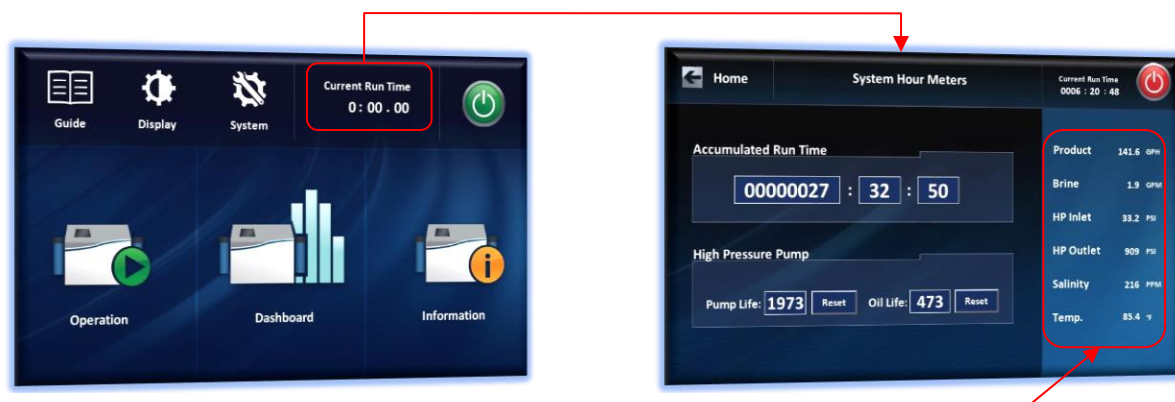 Guide
Display
System
Current Run Time
0 : 00 . 00
Operation
Dashboard
Information
Home
System Hour Meters
Current Run Time
0006 : 20 : 48
Accumulated Run Time
00000027 : 32 : 50
High Pressure Pump
Pump Life: 1973 Reset Oil Life: 473 Reset
Product 141.6 GPH
Brine 1.9 GPM
HP Inlet 33.2 PSI
HP Outlet 909 PSI
Salinity 216 PPM
Temp. 85.4 °F